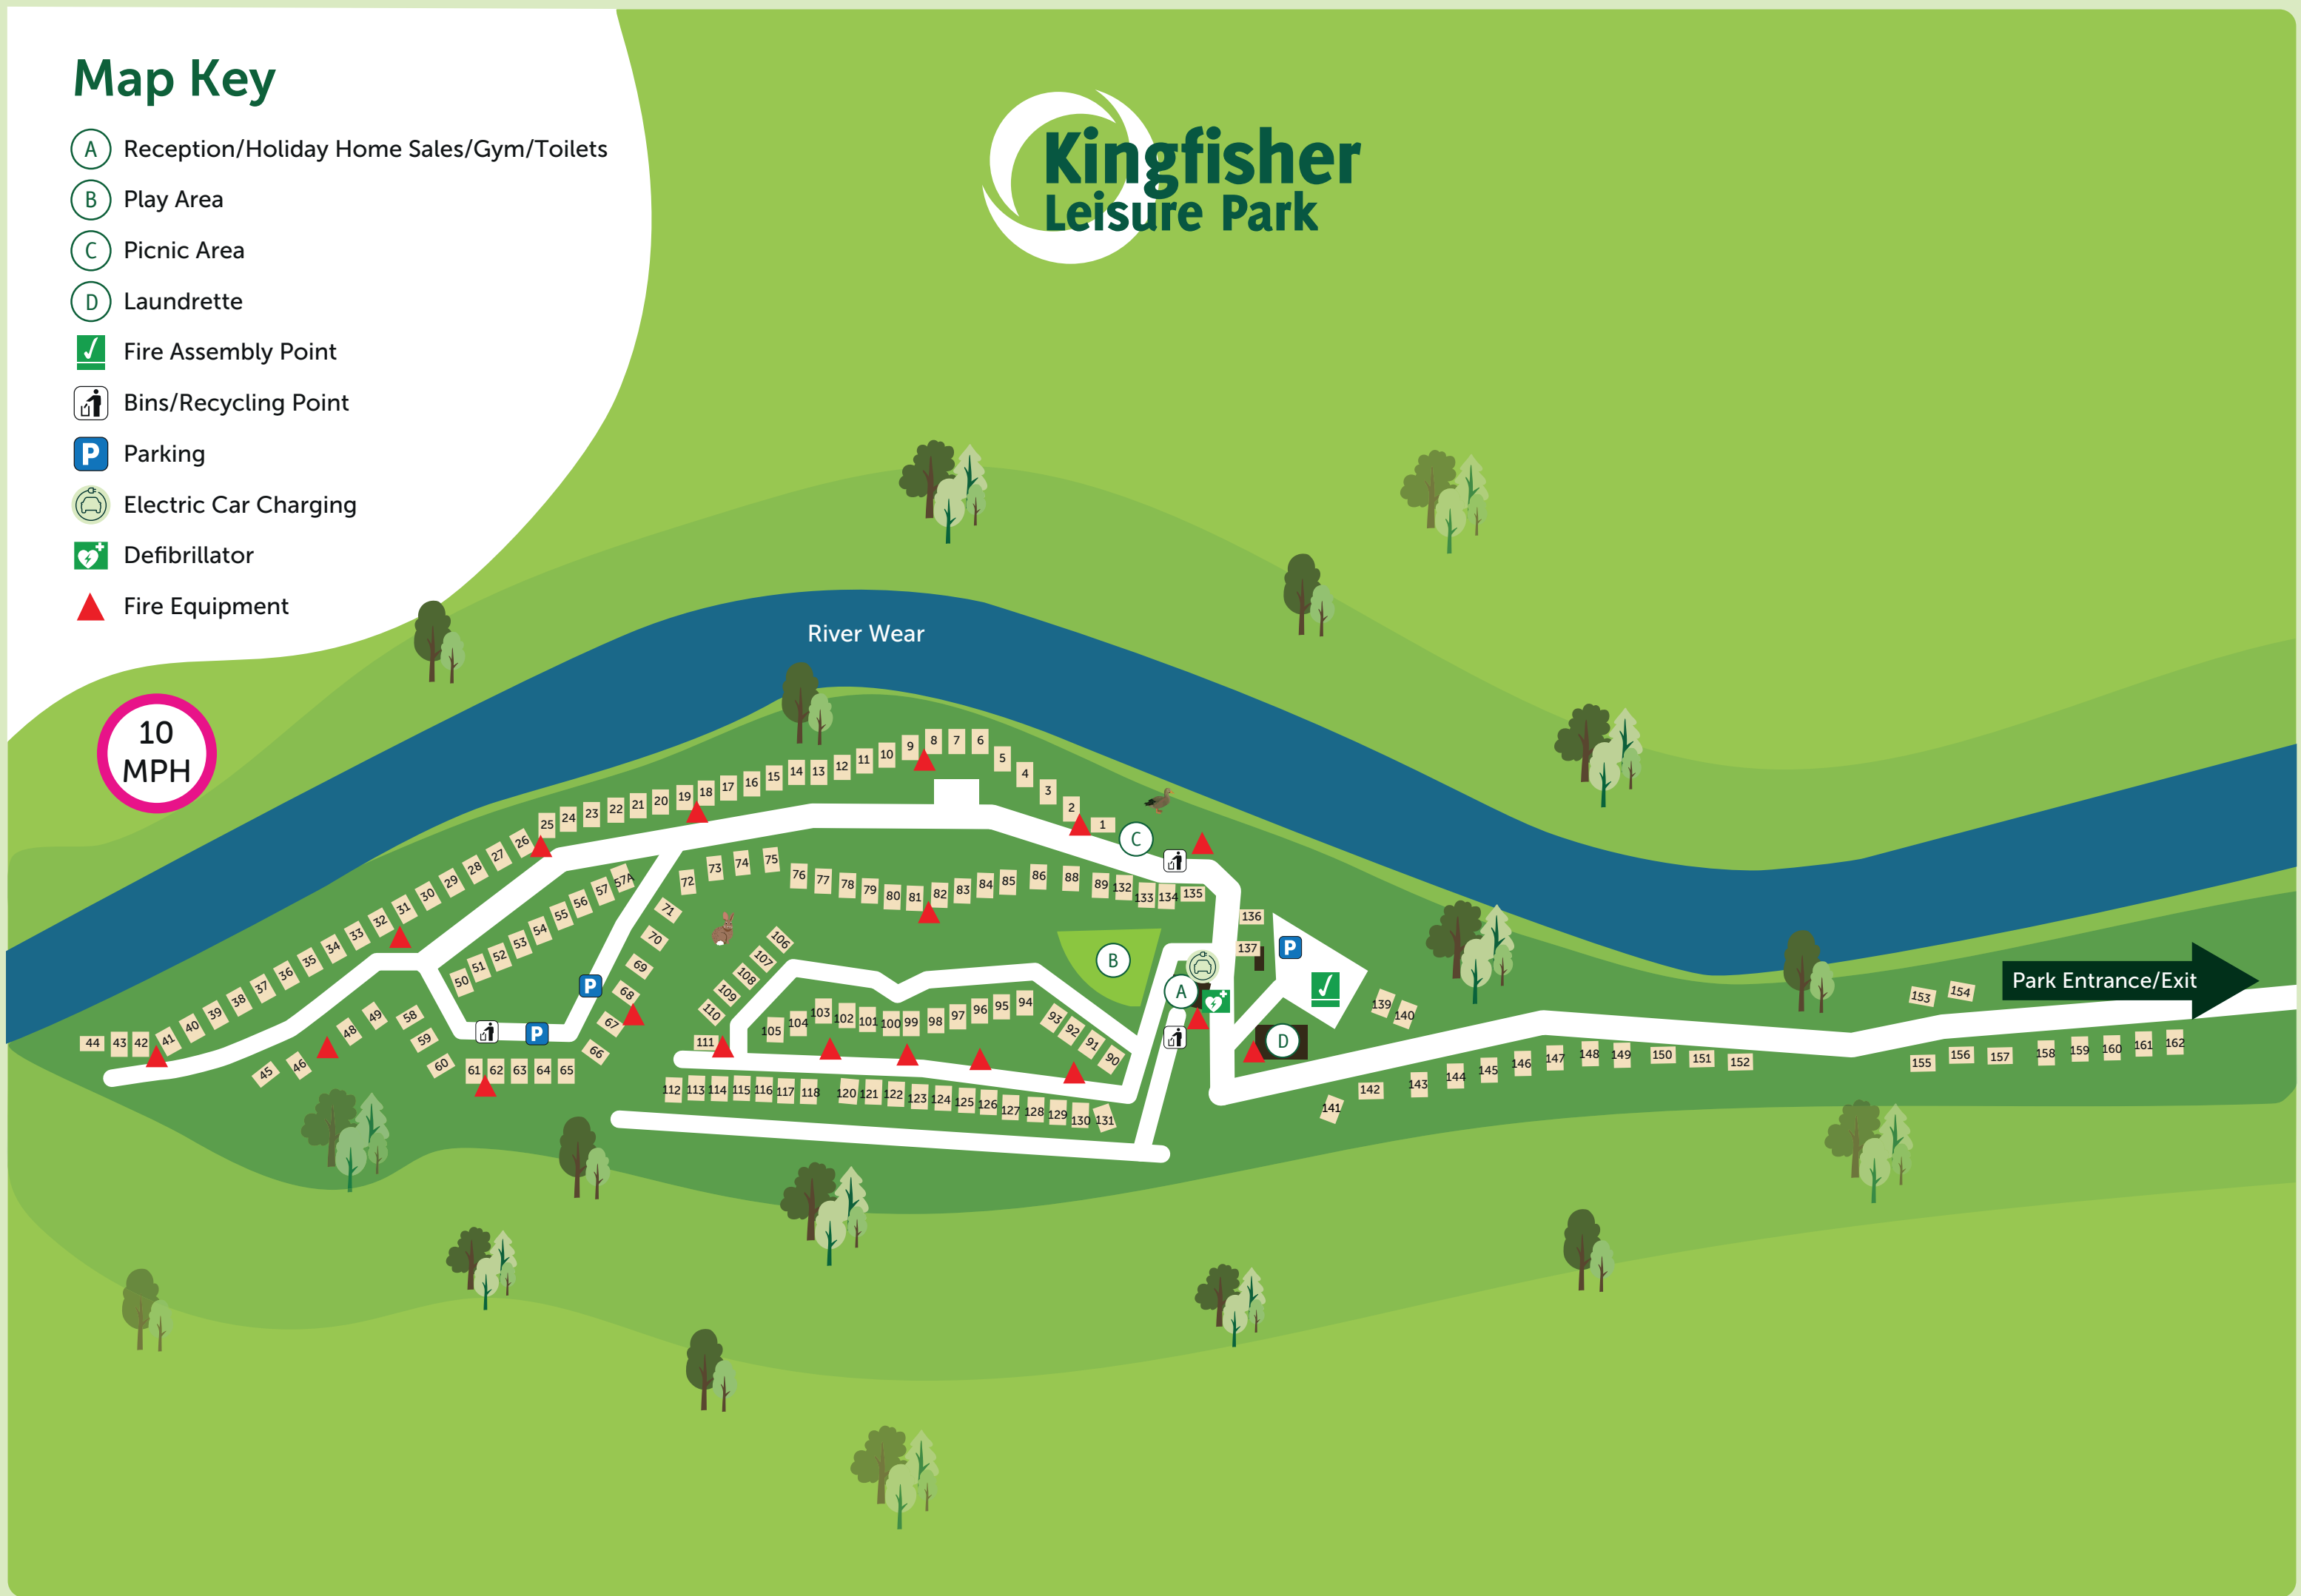 Map Key
A Reception/Holiday Home Sales/Gym/Toilets
B Play Area
C Picnic Area
D Laundrette
Fire Assembly Point
Bins/Recycling Point
P Parking
Electric Car Charging
Defibrillator
Fire Equipment
Kingfisher
Leisure Park
River Wear
10
MPH
9 8 7 6
5
4
3
2
1
19 18 17 16 15 14 13 12 11 10
25 24 23 22 21 20
26
27
28
29
30
31
32
33
34
35
36
37
38
39
40
41
44 43 42
C
72 73 74 75
76 77 78 79 80 81 82 83 84 85 86 88 89 132 133 134 135
50 51 52 53 54 55 56 57 57A
71
70
69
68
67
66
P
P
45 46 48 49
58
59
60
61 62 63 64 65
106
107
108
109
110
111
105 104 103 102 101 100 99 98 97 96 95 94
93
92
91
90
B
A
136
137
P
D
139 140
112 113 114 115 116 117 118 120 121 122 123 124 125 126 127 128 129 130 131
141 142 143 144 145 146 147 148 149 150 151 152
153 154
Park Entrance/Exit
155 156 157 158 159 160 161 162